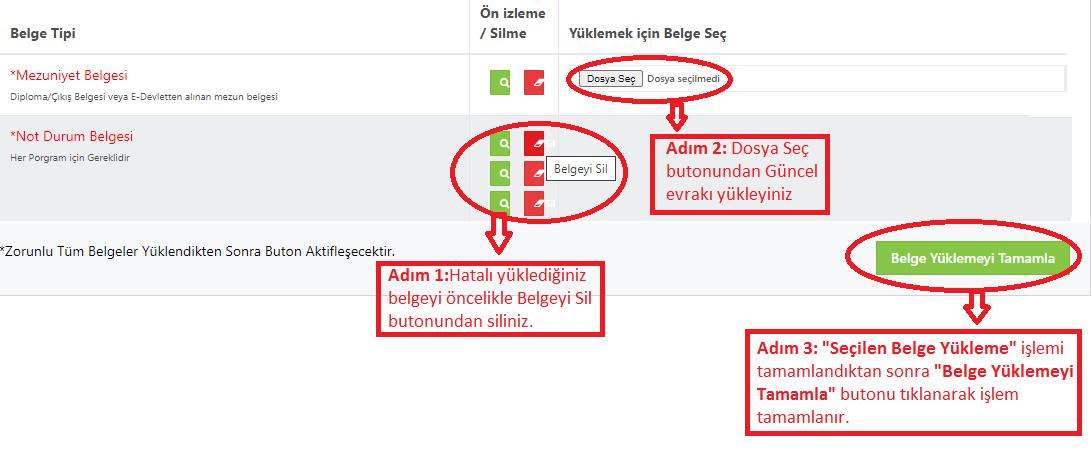 Belge Tipi
Ön izleme
/ Silme
Yüklemek için Belge Seç
*Mezuniyet Belgesi
Diploma/Çıkış Belgesi veya E-Devletten alınan mezun belgesi
Dosya Seç Dosya seçilmedi
*Not Durum Belgesi
Her Porgram için Gereklidir
Sil
Belgeyi Sil
Sil
Adım 2: Dosya Seç
butonundan Güncel
evrakı yükleyiniz
*Zorunlu Tüm Belgeler Yüklendikten Sonra Buton Aktifleşecektir.
Belge Yüklemeyi Tamamla
Adım 1:Hatalı yüklediğiniz
belgeyi öncelikle Belgeyi Sil
butonundan siliniz.
Adım 3: "Seçilen Belge Yükleme" işlemi
tamamlandıktan sonra "Belge Yüklemeyi
Tamamla" butonu tıklanarak işlem
tamamlanır.